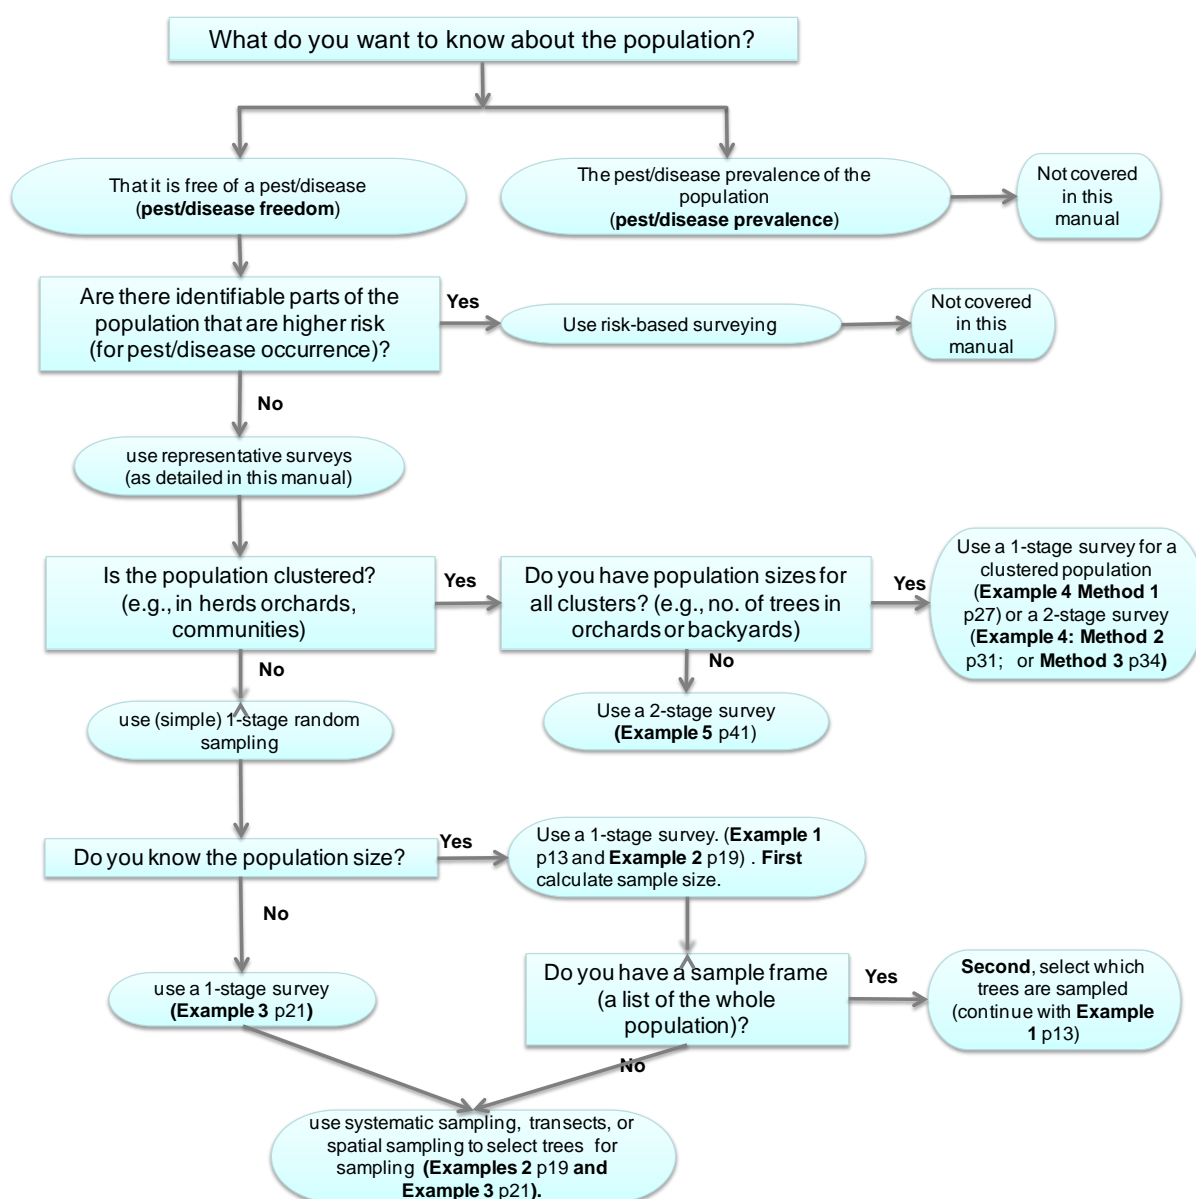 What do you want to know about the population?
That it is free of a pest/disease
(pest/disease freedom)
The pest/disease prevalence of the
population
(pest/disease prevalence)
Not covered
in this
manual
Are there identifiable parts of the
population that are higher risk
(for pest/disease occurrence)?
Yes
Use risk-based surveying
Not covered
in this
manual
No
use representative surveys
(as detailed in this manual)
Is the population clustered?
(e.g., in herds orchards,
communities)
Yes
Do you have population sizes for
all clusters? (e.g., no. of trees in
orchards or backyards)
Yes
Use a 1-stage survey for a
clustered population
(Example 4 Method 1
p27) or a 2-stage survey
(Example 4: Method 2
p31; or Method 3 p34)
No
No
Use a 2-stage survey
(Example 5 p41)
use (simple) 1-stage random
sampling
Do you know the population size?
Yes
Use a 1-stage survey. (Example 1
p13 and Example 2 p19) . First
calculate sample size.
No
use a 1-stage survey
(Example 3 p21)
Do you have a sample frame
(a list of the whole
population)?
Yes
Second, select which
trees are sampled
(continue with Example
1 p13)
No
use systematic sampling, transects, or
spatial sampling to select trees for
sampling (Examples 2 p19 and
Example 3 p21).